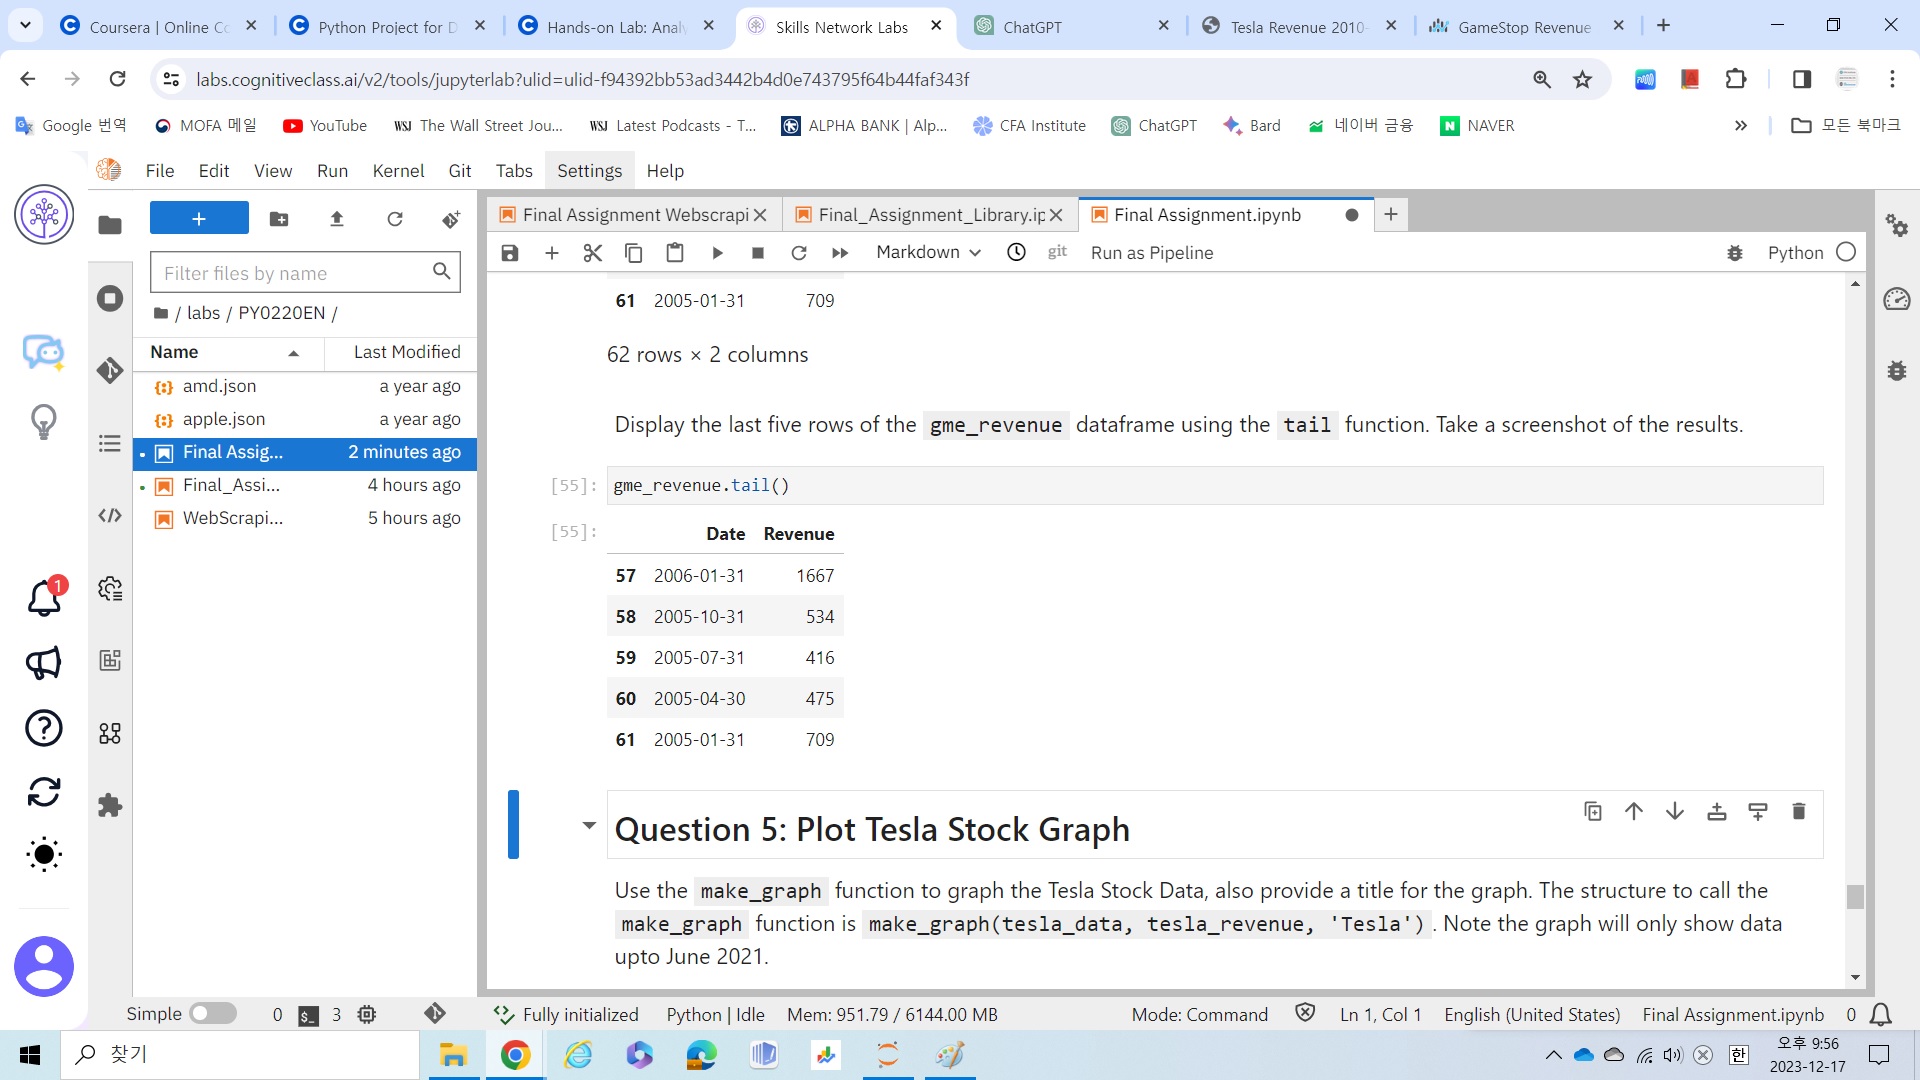 Coursera | Online Co
Python Project for D
Hands-on Lab: Analy
Skills Network Labs
ChatGPT
Tesla Revenue 2010-
GameStop Revenue
labs.cognitiveclass.ai/v2/tools/jupyterlab?ulid=ulid-f94392bb53ad3442b4d0e743795f64b44faf343f
Google 번역
MOFA 메일
YouTube
WSJ The Wall Street Jou...
WSJ Latest Podcasts - T...
ALPHA BANK | Alp...
CFA Institute
ChatGPT
Bard
네이버 금융
N NAVER
»
모든 북마크
File Edit View Run Kernel Git Tabs Settings Help
Final Assignment Webscrapi
Final_Assignment_Library.ip
Final Assignment.ipynb
Markdown
git
Run as Pipeline
Python
Filter files by name
/ labs / PY0220EN /
Name Last Modified
amd.json a year ago
apple.json a year ago
Final Assig... 2 minutes ago
Final_Assi... 4 hours ago
WebScrapi... 5 hours ago
1
61 2005-01-31 709
62 rows × 2 columns
Display the last five rows of the gme_revenue dataframe using the tail function. Take a screenshot of the results.
[55]: gme_revenue.tail()
[55]: Date Revenue
57 2006-01-31 1667
58 2005-10-31 534
59 2005-07-31 416
60 2005-04-30 475
61 2005-01-31 709
Question 5: Plot Tesla Stock Graph
Use the make_graph function to graph the Tesla Stock Data, also provide a title for the graph. The structure to call the
make_graph function is make_graph(tesla_data, tesla_revenue, 'Tesla'). Note the graph will only show data
upto June 2021.
Simple 0 $_ 3 Fully initialized Python | Idle Mem: 951.79 / 6144.00 MB Mode: Command Ln 1, Col 1 English (United States) Final Assignment.ipynb 0
찾기
한
오후 9:56
2023-12-17